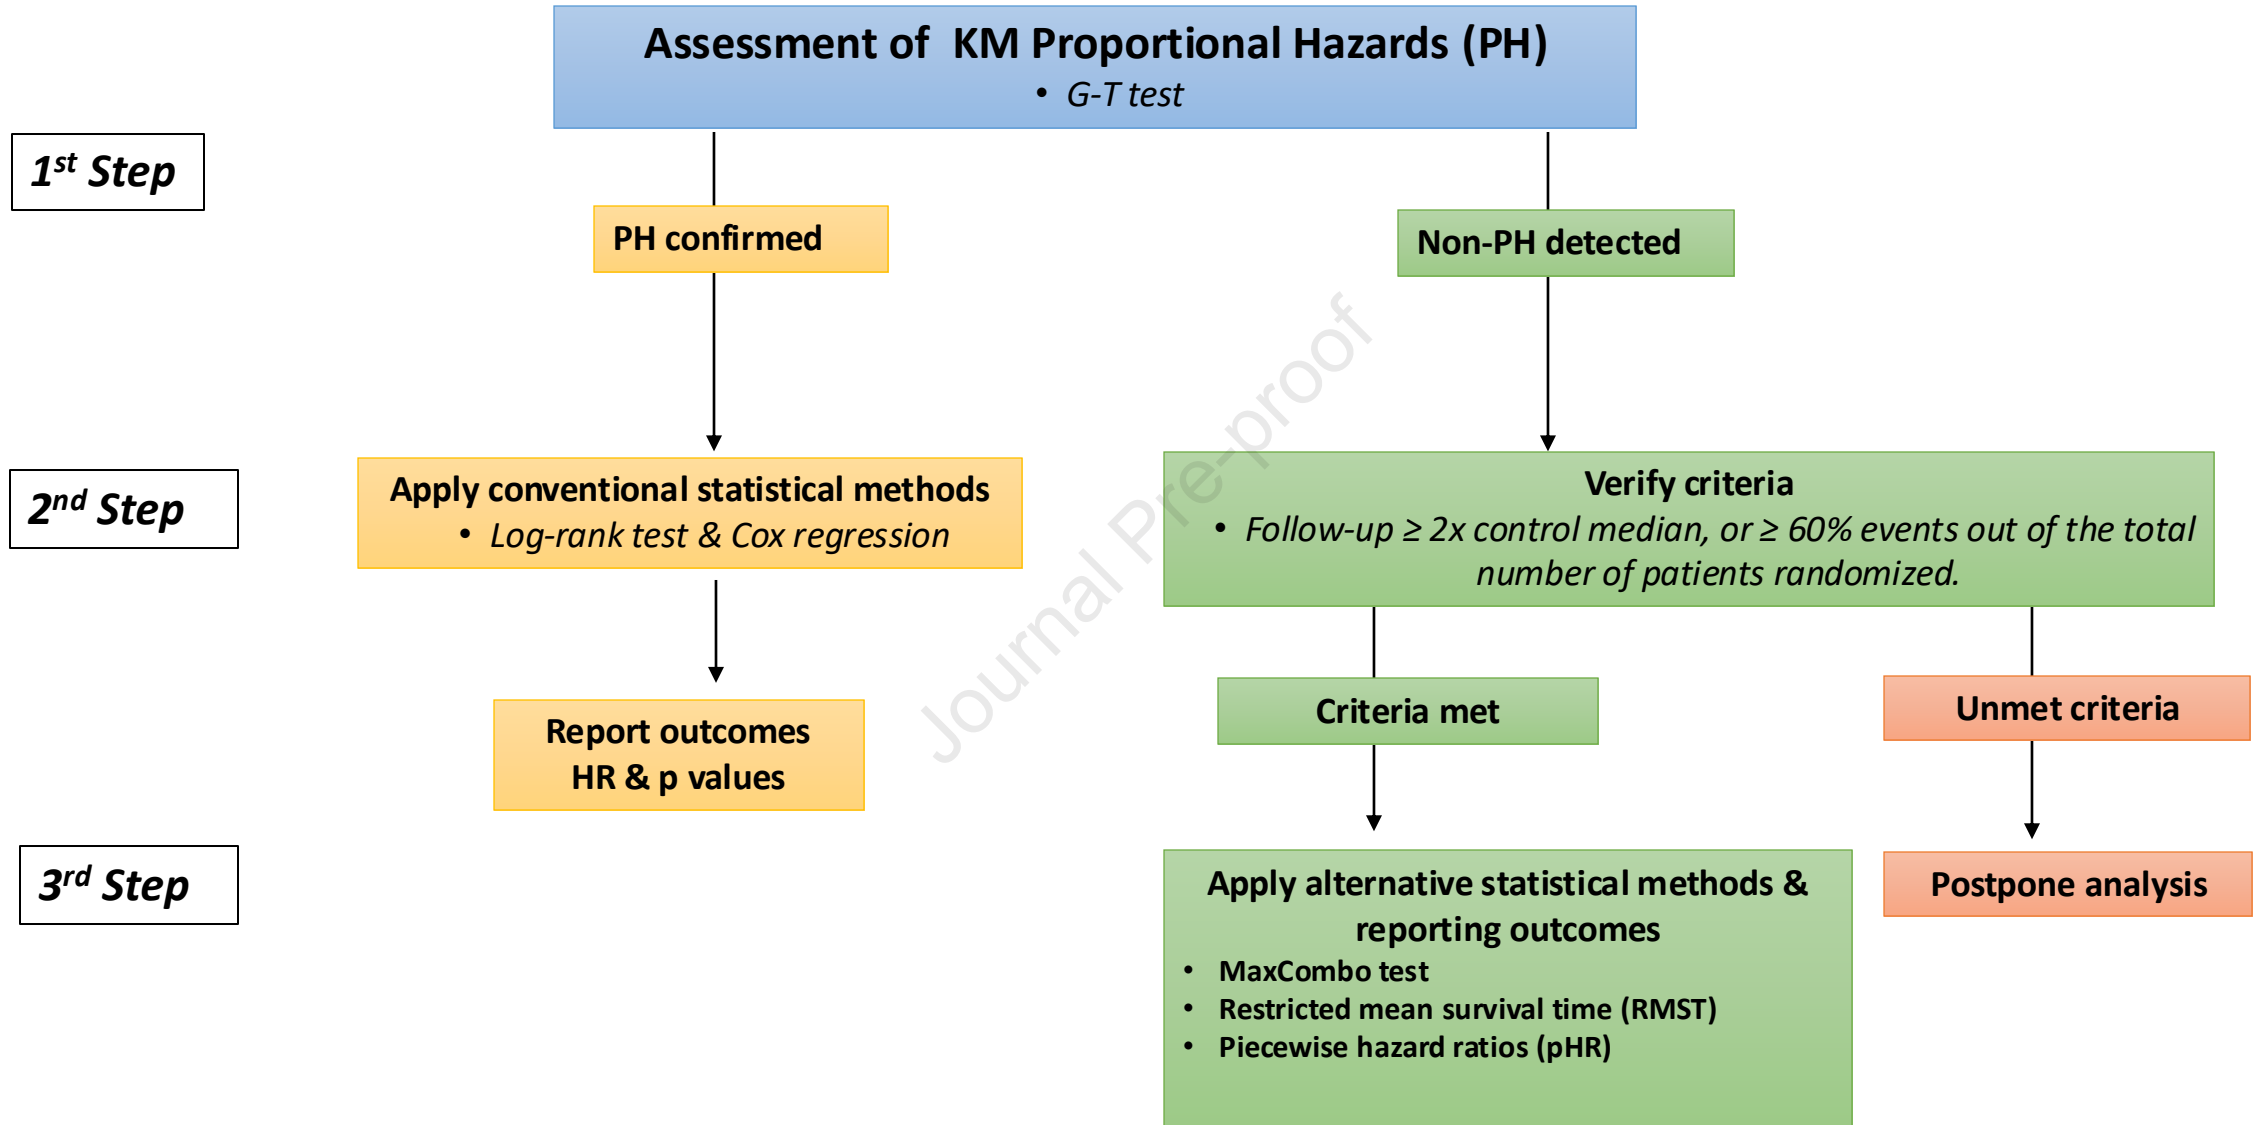 Assessment of  KM Proportional Hazards (PH)
• G-T test
1st Step
PH confirmed
Non-PH detected
2nd Step
Apply conventional statistical methods
• Log-rank test & Cox regression
Verify criteria
• Follow-up ≥ 2x control median, or ≥ 60% events out of the total
number of patients randomized.
Report outcomes
HR & p values
Criteria met
Unmet criteria
3rd Step
Apply alternative statistical methods &
reporting outcomes
• MaxCombo test
• Restricted mean survival time (RMST)
• Piecewise hazard ratios (pHR)
Postpone analysis
Journal Pre-proof